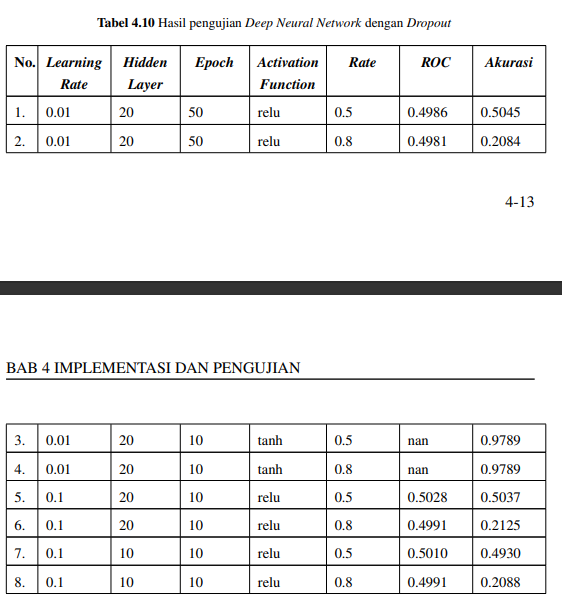 Tabel 4.10 Hasil pengujian Deep Neural Network dengan Dropout
No. Learning Rate Hidden Layer Epoch Activation Function Rate ROC Akurasi
1. 0.01 20 50 relu 0.5 0.4986 0.5045
2. 0.01 20 50 relu 0.8 0.4981 0.2084
4-13
BAB 4 IMPLEMENTASI DAN PENGUJIAN
3. 0.01 20 10 tanh 0.5 nan 0.9789
4. 0.01 20 10 tanh 0.8 nan 0.9789
5. 0.1 20 10 relu 0.5 0.5028 0.5037
6. 0.1 20 10 relu 0.8 0.4991 0.2125
7. 0.1 10 10 relu 0.5 0.5010 0.4930
8. 0.1 10 10 relu 0.8 0.4991 0.2088